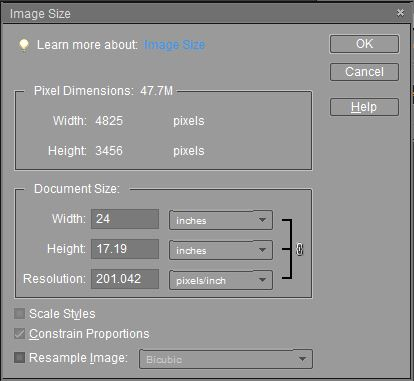 Image Size
Learn more about: Image Size
OK
Cancel
Help
Pixel Dimensions: 47.7M
Width: 4825 pixels
Height: 3456 pixels
Document Size:
Width: 24 inches
Height: 17.19 inches
Resolution: 201.042 pixels/inch
Scale Styles
Constrain Proportions
Resample Image: Bicubic